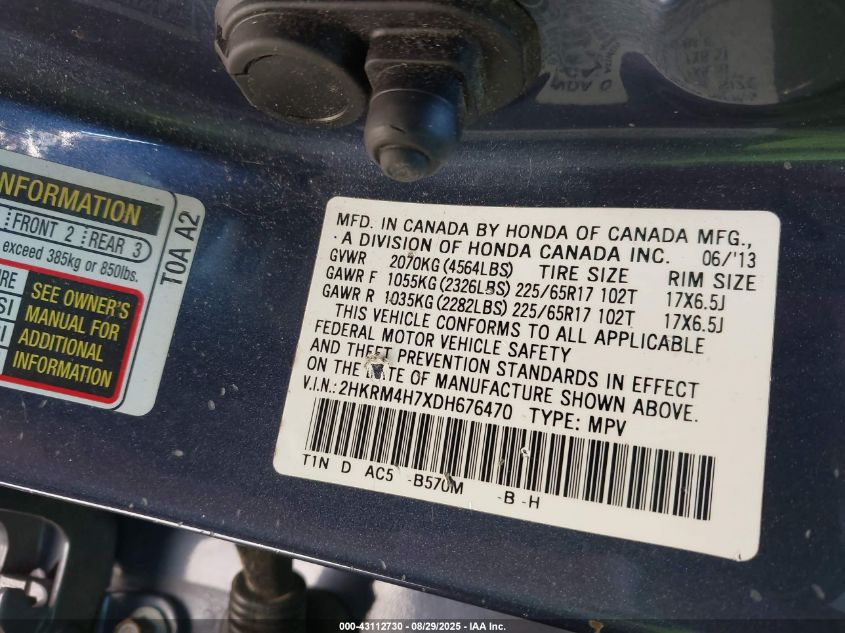 NFORMATION
FRONT 2 REAR 3
exceed 385kg or 850lbs.
SEE OWNER'S
MANUAL FOR
ADDITIONAL
INFORMATION
T0A A2
MFD. IN CANADA BY HONDA OF CANADA MFG.,
A DIVISION OF HONDA CANADA INC. 06/'13
GVWR 2070KG (4564LBS) TIRE SIZE RIM SIZE
GAWR F 1055KG (2326LBS) 225/65R17 102T 17X6.5J
GAWR R 1035KG (2282LBS) 225/65R17 102T 17X6.5J
THIS VEHICLE CONFORMS TO ALL APPLICABLE
FEDERAL MOTOR VEHICLE SAFETY
AND THEFT PREVENTION STANDARDS IN EFFECT
ON THE DATE OF MANUFACTURE SHOWN ABOVE.
V.I.N.: 2HKRM4H7XDH676470 TYPE: MPV
T1N D AC5 -B570M -B -H
000-43112730 - 08/29/2025 - IAA Inc.